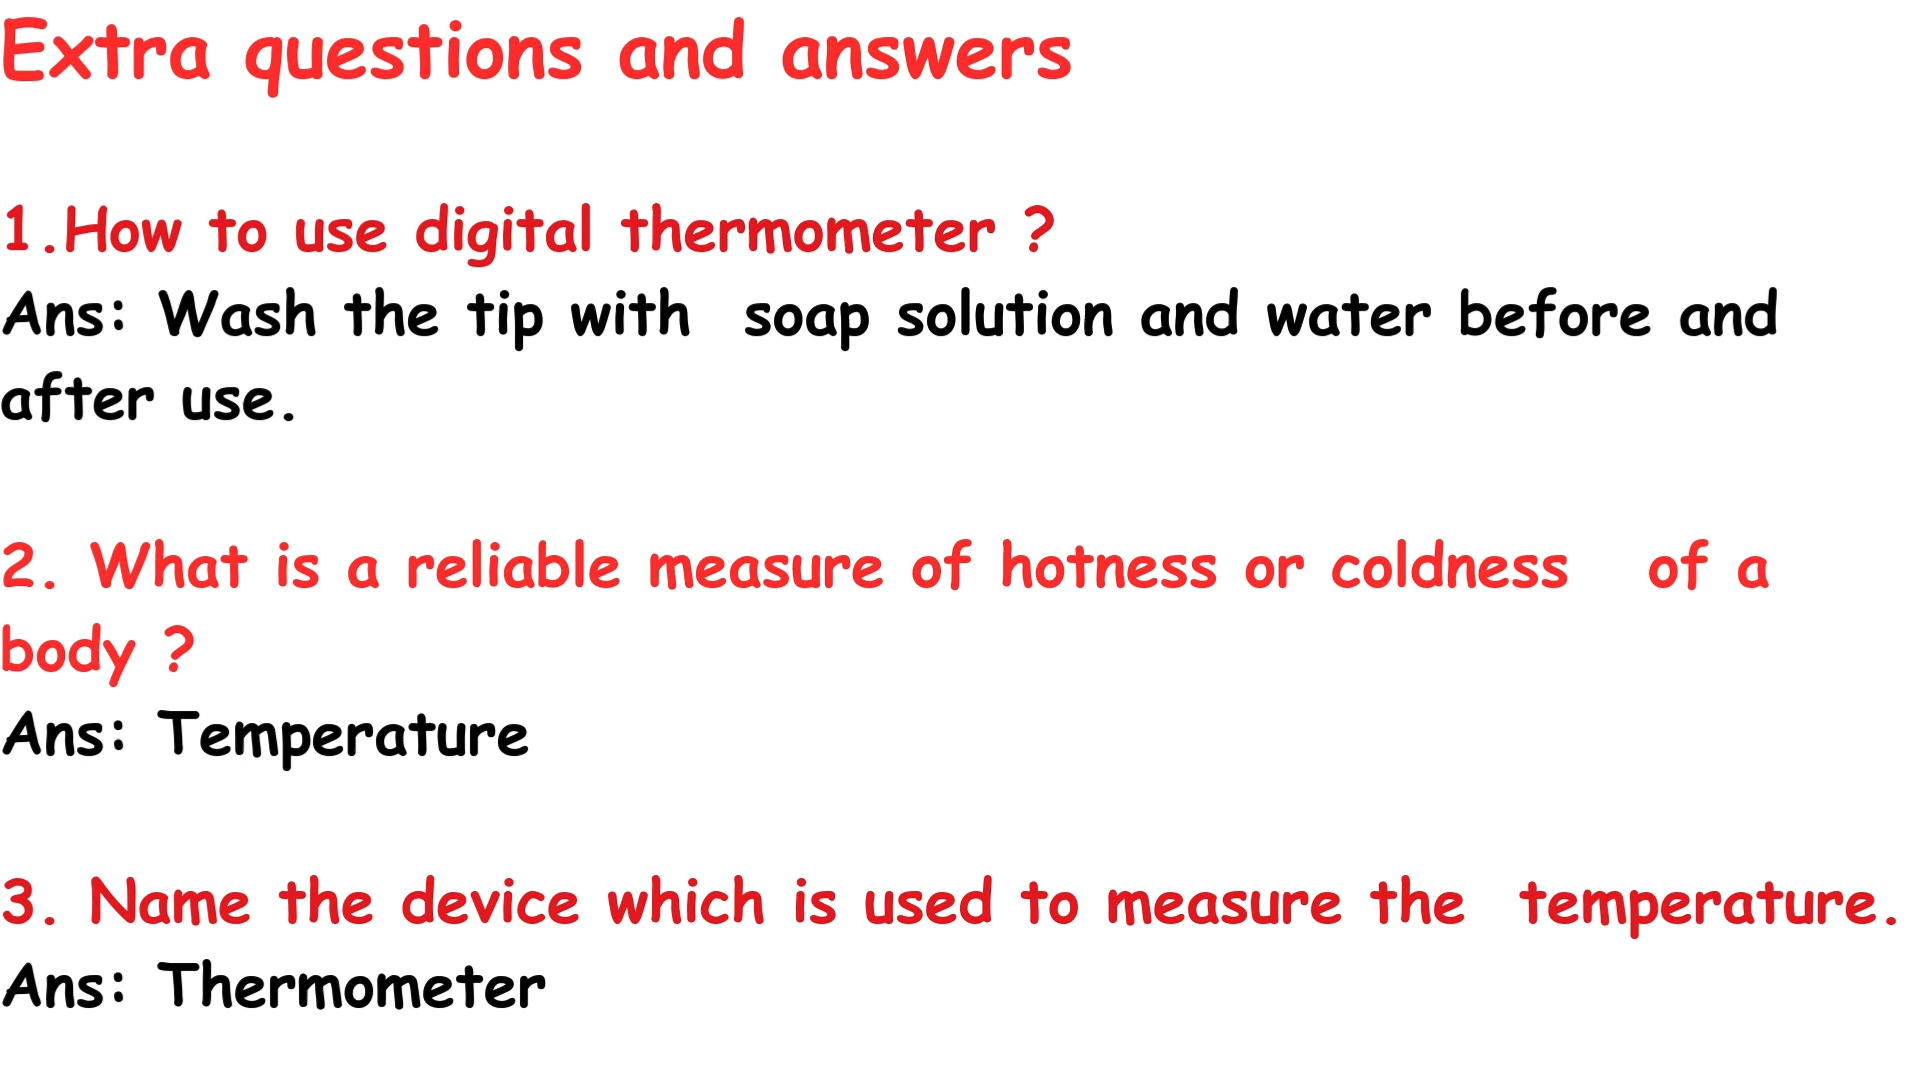 Extra questions and answers
1.How to use digital thermometer ?
Ans: Wash the tip with soap solution and water before and
after use.
2. What is a reliable measure of hotness or coldness of a
body ?
Ans: Temperature
3. Name the device which is used to measure the temperature.
Ans: Thermometer